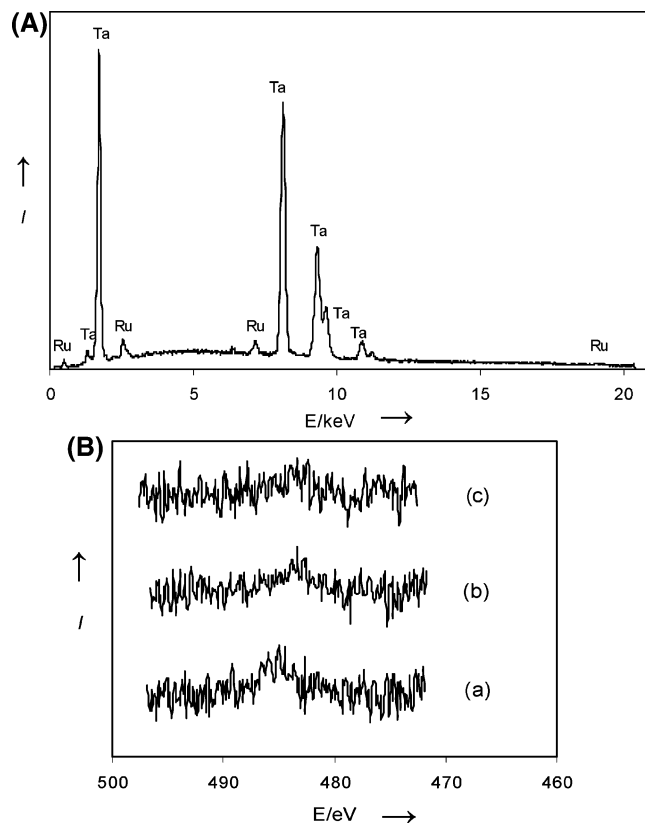 (A)
Ta
Ta
I
Ta
Ru
Ta
Ru
Ru
Ta
Ta
Ru
0 5 10 15 20
E/keV
(B)
(c)
(b)
I
(a)
500 490 480 470 460
E/eV